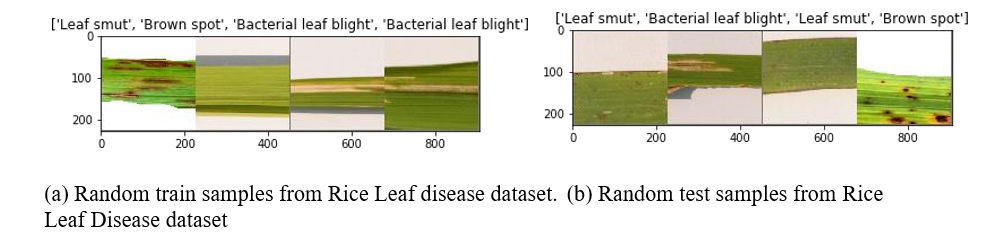 ['Leaf smut', 'Brown spot', 'Bacterial leaf blight', 'Bacterial leaf blight']
0
100
200
0 200 400 600 800
['Leaf smut', 'Bacterial leaf blight', 'Leaf smut', 'Brown spot']
0
100
200
0 200 400 600 800
(a) Random train samples from Rice Leaf disease dataset. (b) Random test samples from Rice
Leaf Disease dataset